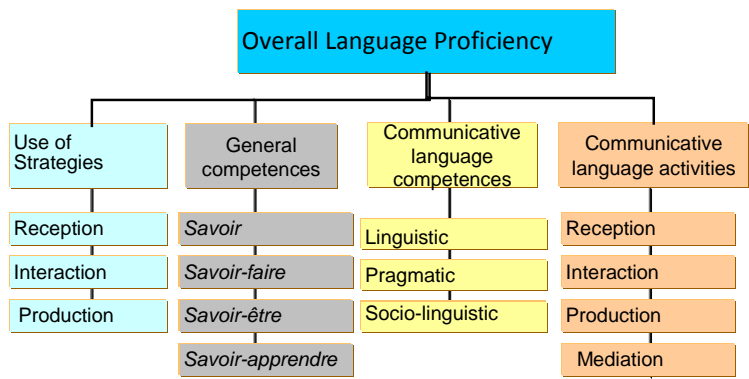 Overall Language Proficiency
Use of
Strategies
Reception
Interaction
Production
General
competences
Savoir
Savoir-faire
Savoir-être
Savoir-apprendre
Communicative
language
competences
Linguistic
Pragmatic
Socio-linguistic
Communicative
language activities
Reception
Interaction
Production
Mediation